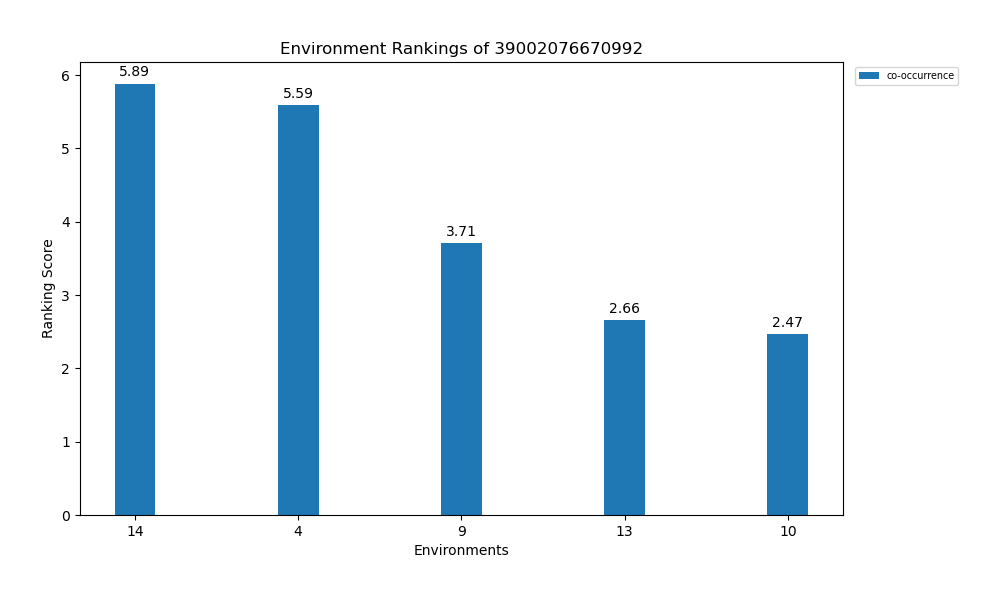 Environment Rankings of 39002076670992
co-occurrence
Ranking Score
6
5
4
3
2
1
0
5.89
5.59
3.71
2.66
2.47
14 4 9 13 10
Environments